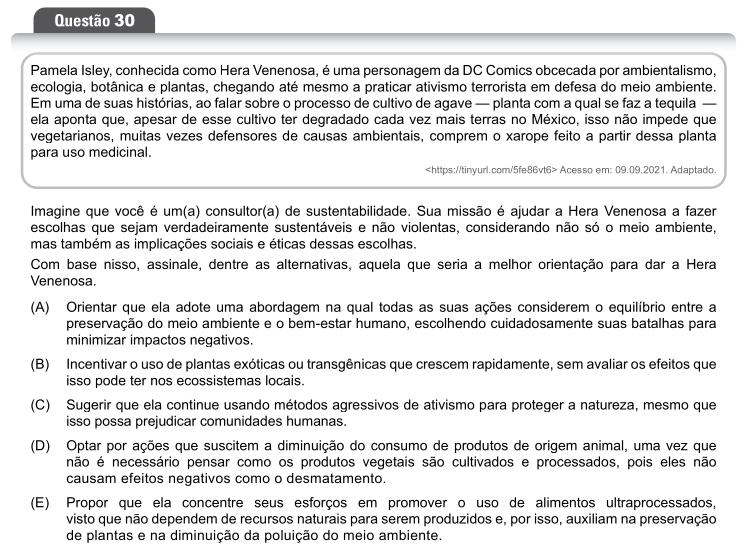 Questão 30
Pamela Isley, conhecida como Hera Venenosa, é uma personagem da DC Comics obcecada por ambientalismo,
ecologia, botânica e plantas, chegando até mesmo a praticar ativismo terrorista em defesa do meio ambiente.
Em uma de suas histórias, ao falar sobre o processo de cultivo de agave — planta com a qual se faz a tequila —
ela aponta que, apesar de esse cultivo ter degradado cada vez mais terras no México, isso não impede que
vegetarianos, muitas vezes defensores de causas ambientais, comprem o xarope feito a partir dessa planta
para uso medicinal.
<https://tinyurl.com/5fe86vt6> Acesso em: 09.09.2021. Adaptado.
Imagine que você é um(a) consultor(a) de sustentabilidade. Sua missão é ajudar a Hera Venenosa a fazer
escolhas que sejam verdadeiramente sustentáveis e não violentas, considerando não só o meio ambiente,
mas também as implicações sociais e éticas dessas escolhas.
Com base nisso, assinale, dentre as alternativas, aquela que seria a melhor orientação para dar a Hera
Venenosa.
(A) Orientar que ela adote uma abordagem na qual todas as suas ações considerem o equilíbrio entre a
preservação do meio ambiente e o bem-estar humano, escolhendo cuidadosamente suas batalhas para
minimizar impactos negativos.
(B) Incentivar o uso de plantas exóticas ou transgênicas que crescem rapidamente, sem avaliar os efeitos que
isso pode ter nos ecossistemas locais.
(C) Sugerir que ela continue usando métodos agressivos de ativismo para proteger a natureza, mesmo que
isso possa prejudicar comunidades humanas.
(D) Optar por ações que suscitem a diminuição do consumo de produtos de origem animal, uma vez que
não é necessário pensar como os produtos vegetais são cultivados e processados, pois eles não
causam efeitos negativos como o desmatamento.
(E) Propor que ela concentre seus esforços em promover o uso de alimentos ultraprocessados,
visto que não dependem de recursos naturais para serem produzidos e, por isso, auxiliam na preservação
de plantas e na diminuição da poluição do meio ambiente.